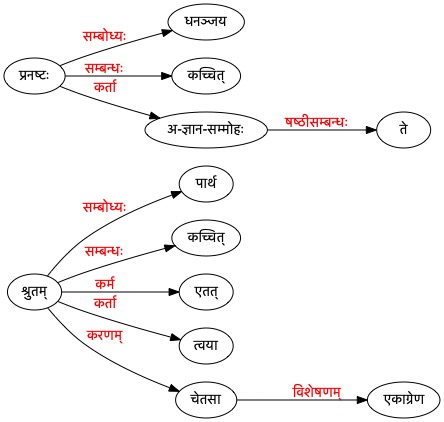 धनञ्जय
सम्बोध्यः
प्रनष्टः
सम्बन्धः
कच्चित्
कर्ता
अ-ज्ञान-सम्मोहः
षष्ठीसम्बन्धः
ते
पार्थ
सम्बोध्यः
सम्बन्धः
कच्चित्
श्रुतम्
कर्म
एतत्
कर्ता
त्वया
करणम्
चेतसा
विशेषणम्
एकाग्रेण